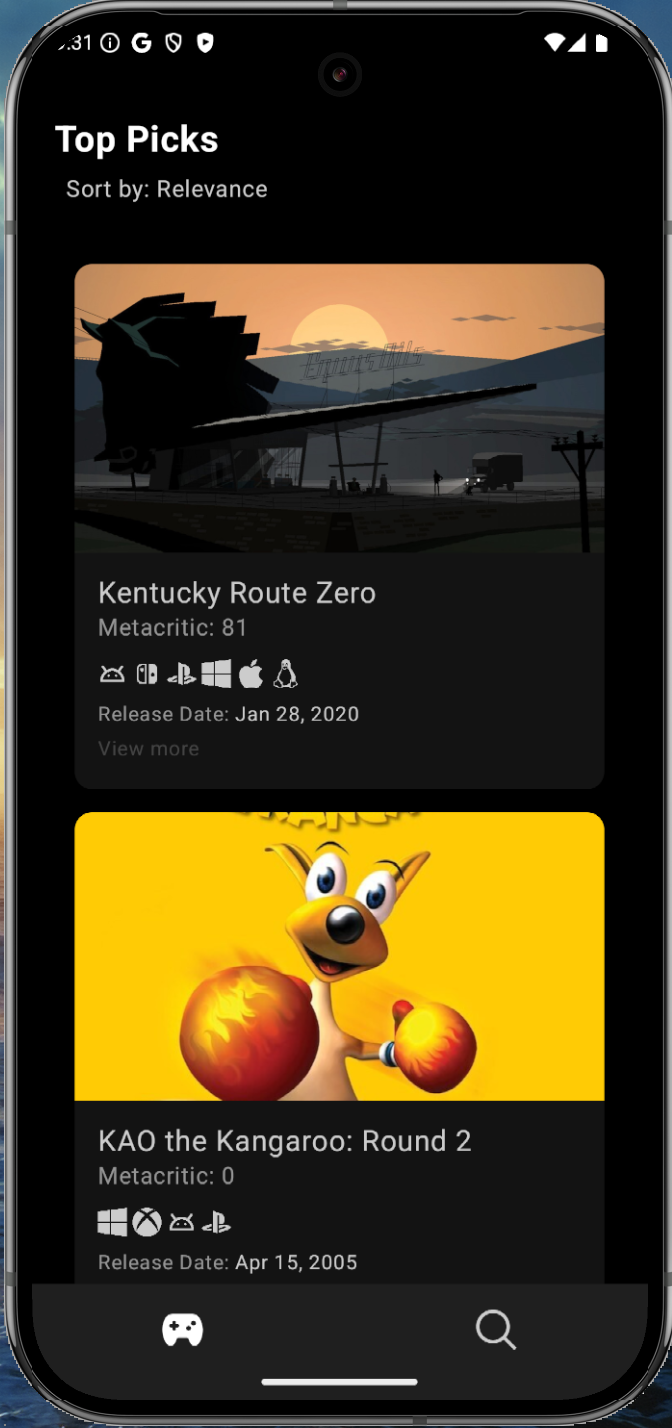 :31
Top Picks
Sort by: Relevance
Kentucky Route Zero
Metacritic: 81
Release Date: Jan 28, 2020
View more
KAO the Kangaroo: Round 2
Metacritic: 0
Release Date: Apr 15, 2005